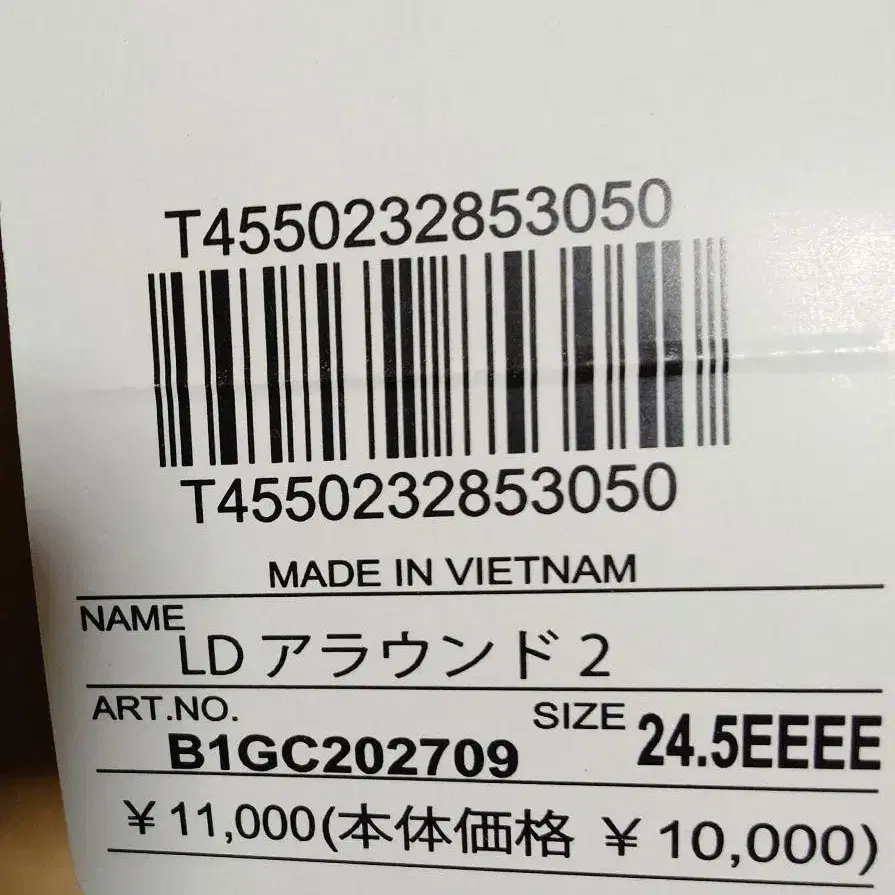 T4550232853050
T4550232853050
MADE IN VIETNAM
NAME
LD アラウンド 2
ART.NO.
B1GC202709
SIZE 24.5EEEE
¥ 11,000(本体価格 ¥ 10,000)